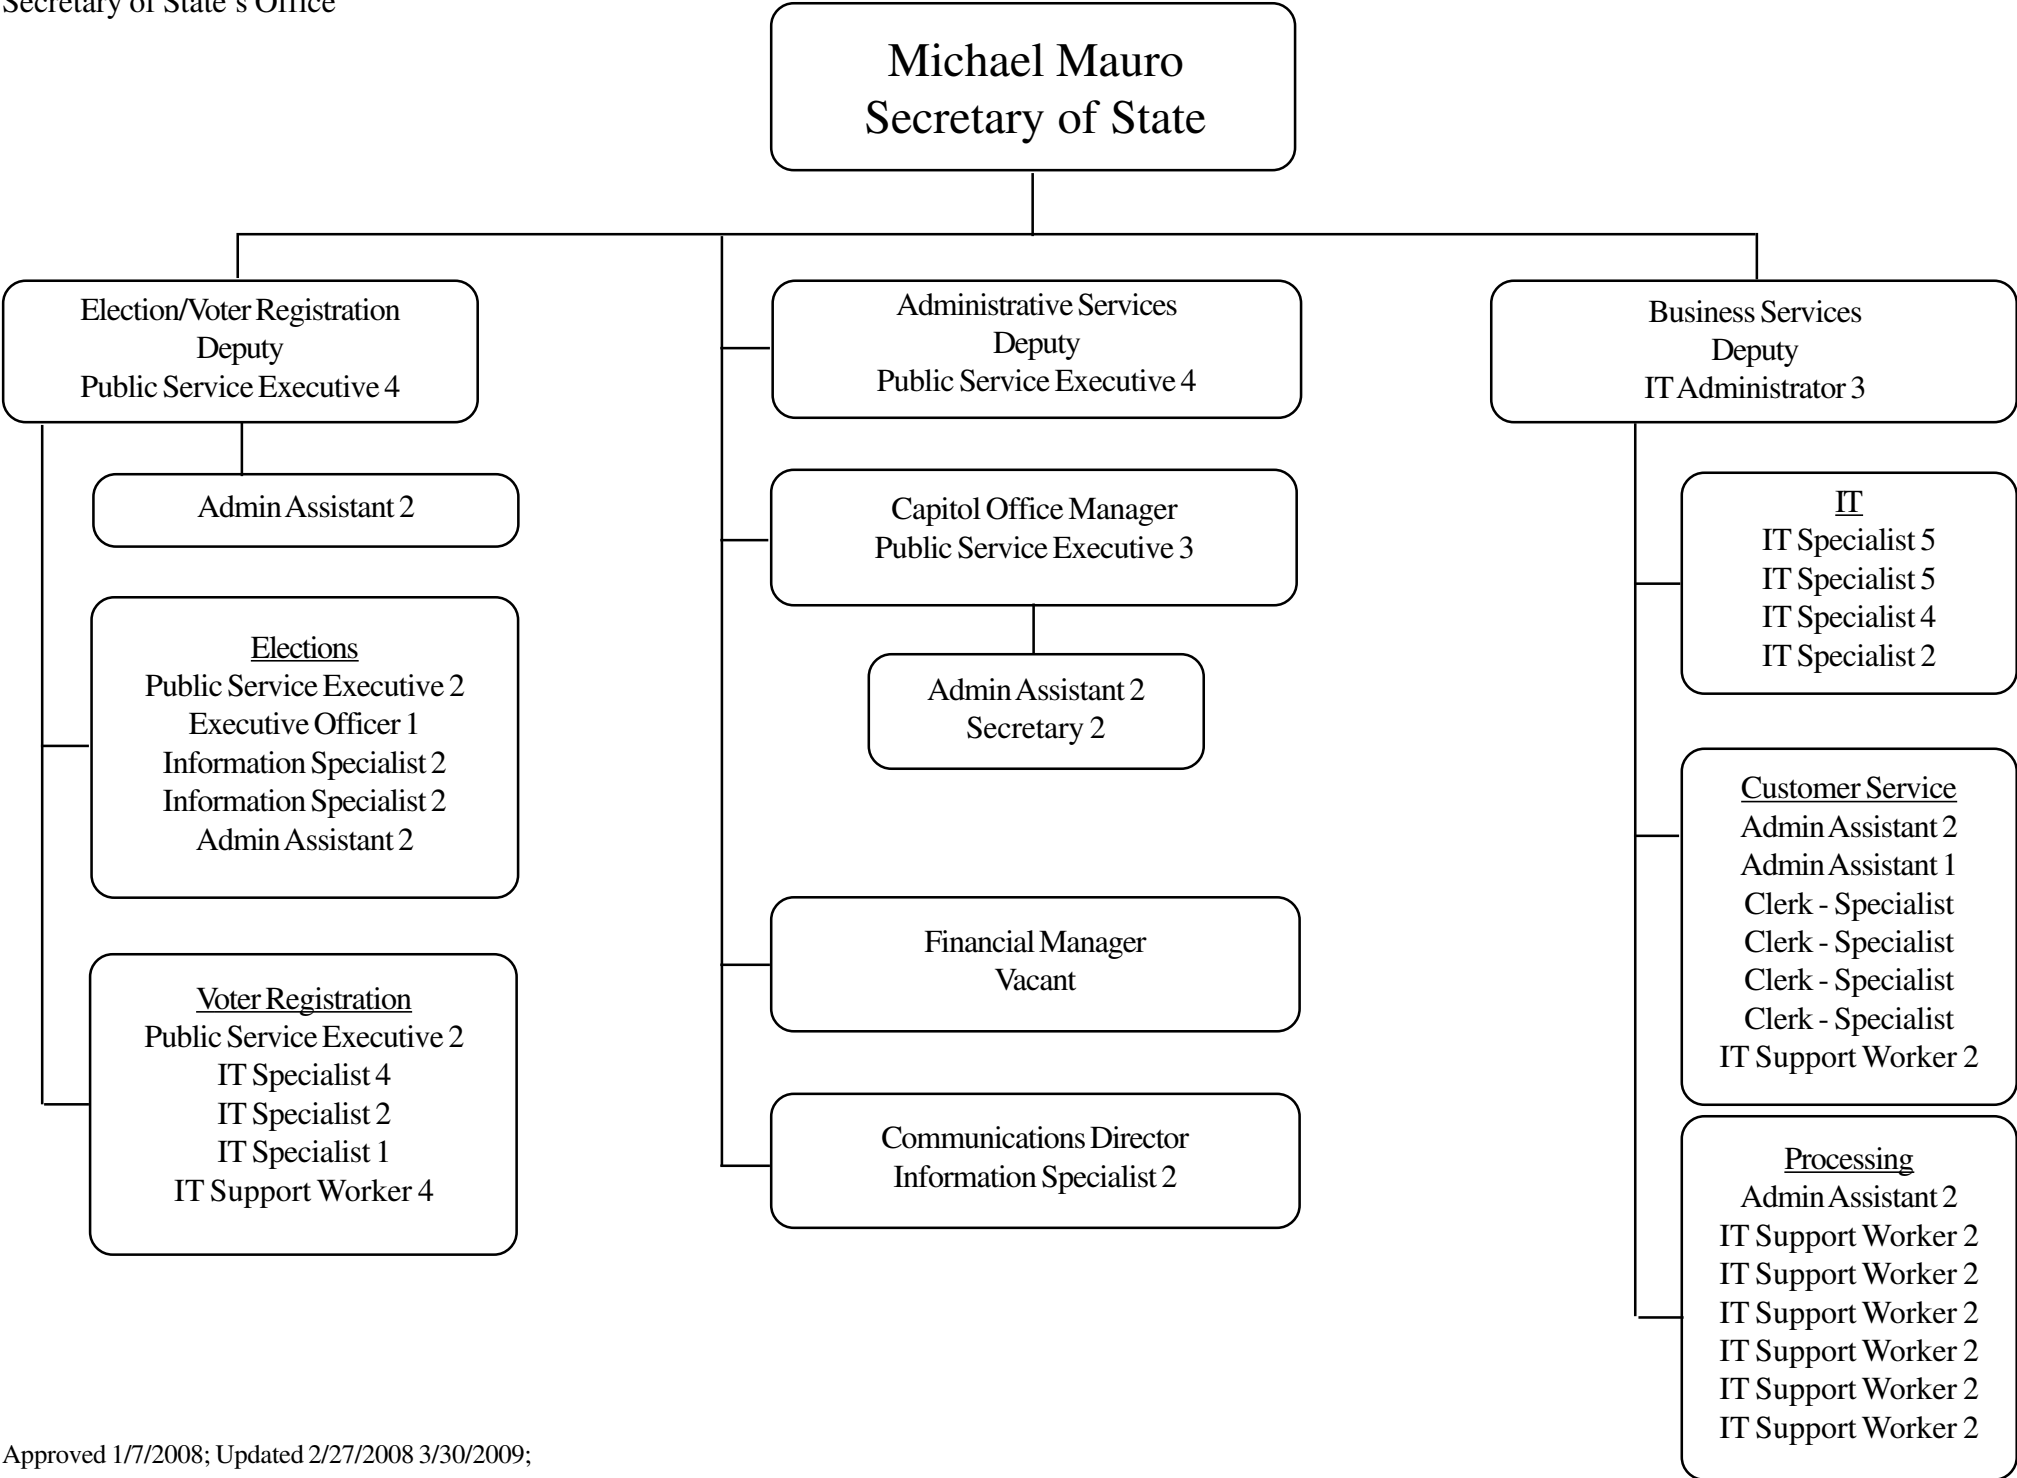 Secretary of State's Office
Michael Mauro
Secretary of State
Election/Voter Registration
Deputy
Public Service Executive 4
Admin Assistant 2
Elections
Public Service Executive 2
Executive Officer 1
Information Specialist 2
Information Specialist 2
Admin Assistant 2
Voter Registration
Public Service Executive 2
IT Specialist 4
IT Specialist 2
IT Specialist 1
IT Support Worker 4
Administrative Services
Deputy
Public Service Executive 4
Capitol Office Manager
Public Service Executive 3
Admin Assistant 2
Secretary 2
Financial Manager
Vacant
Communications Director
Information Specialist 2
Business Services
Deputy
IT Administrator 3
IT
IT Specialist 5
IT Specialist 5
IT Specialist 4
IT Specialist 2
Customer Service
Admin Assistant 2
Admin Assistant 1
Clerk - Specialist
Clerk - Specialist
Clerk - Specialist
Clerk - Specialist
IT Support Worker 2
Processing
Admin Assistant 2
IT Support Worker 2
IT Support Worker 2
IT Support Worker 2
IT Support Worker 2
IT Support Worker 2
IT Support Worker 2
Approved 1/7/2008; Updated 2/27/2008 3/30/2009;